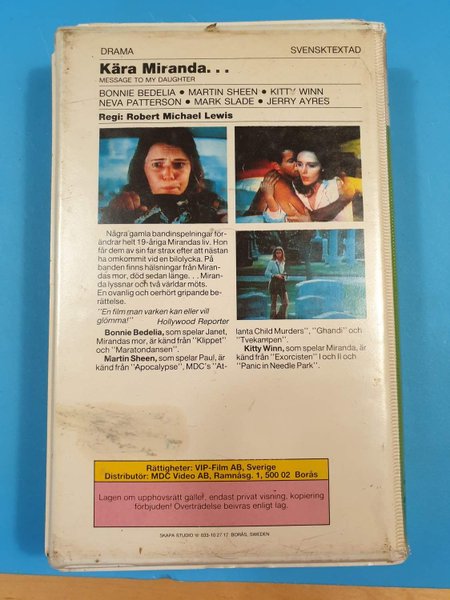 DRAMA
SVENSKTEXTAD
Kära Miranda...
MESSAGE TO MY DAUGHTER
BONNIE BEDELIA • MARTIN SHEEN • KITTY WINN
NEVA PATTERSON • MARK SLADE • JERRY AYRES
Regi: Robert Michael Lewis
Några gamla bandinspelningar för-
ändrar helt 19-åriga Mirandas liv. Hon
får dem av sin far strax efter att nästan
ha omkommit vid en bilolycka. På
banden finns hälsningar från Miran-
das mor, död sedan länge... Miran-
da lyssnar och två världar möts.
En ovanlig och oerhört gripande be-
rättelse.
"En film man varken kan eller vill
glömma!"
Hollywood Reporter
Bonnie Bedelia, som spelar Janet,
Mirandas mor, är känd från "Klippet"
och "Maratondansen".
Martin Sheen, som spelar Paul, är
känd från "Apocalypse", MDC's "At-
lanta Child Murders", "Ghandi" och
"Tvekampen".
Kitty Winn, som spelar Miranda, är
känd från "Exorcisten" I och II och
"Panic in Needle Park".
Rättigheter: VIP-Film AB, Sverige
Distributör: MDC Video AB, Ramnåsg. 1, 500 02 Borås
Lagen om upphovsrätt gäller, endast privat visning, kopiering
förbjuden! Överträdelse beivras enligt lag.
SKAPA STUDIO ☏ 033-10 27 17 BORÅS, SWEDEN